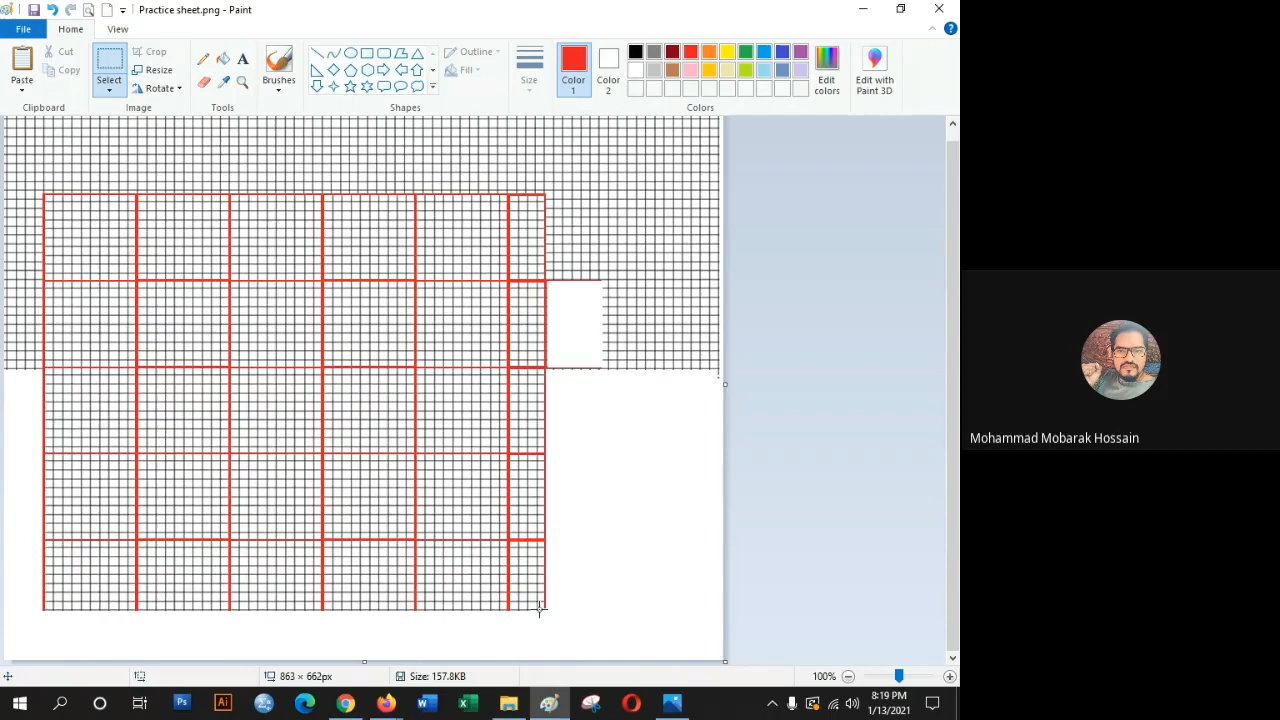 Practice sheet.png - Paint
File Home View
Paste
Cut
Copy
Clipboard
Select
Crop
Resize
Rotate
Image
A
Tools
Brushes
Shapes
Outline
Fill
Size
Color
1
Color
2
Edit
colors
Colors
Edit with
Paint 3D
Mohammad Mobarak Hossain
863 × 662px
Size: 157.8KB
100%
Ps
Ai
8:19 PM
1/13/2021